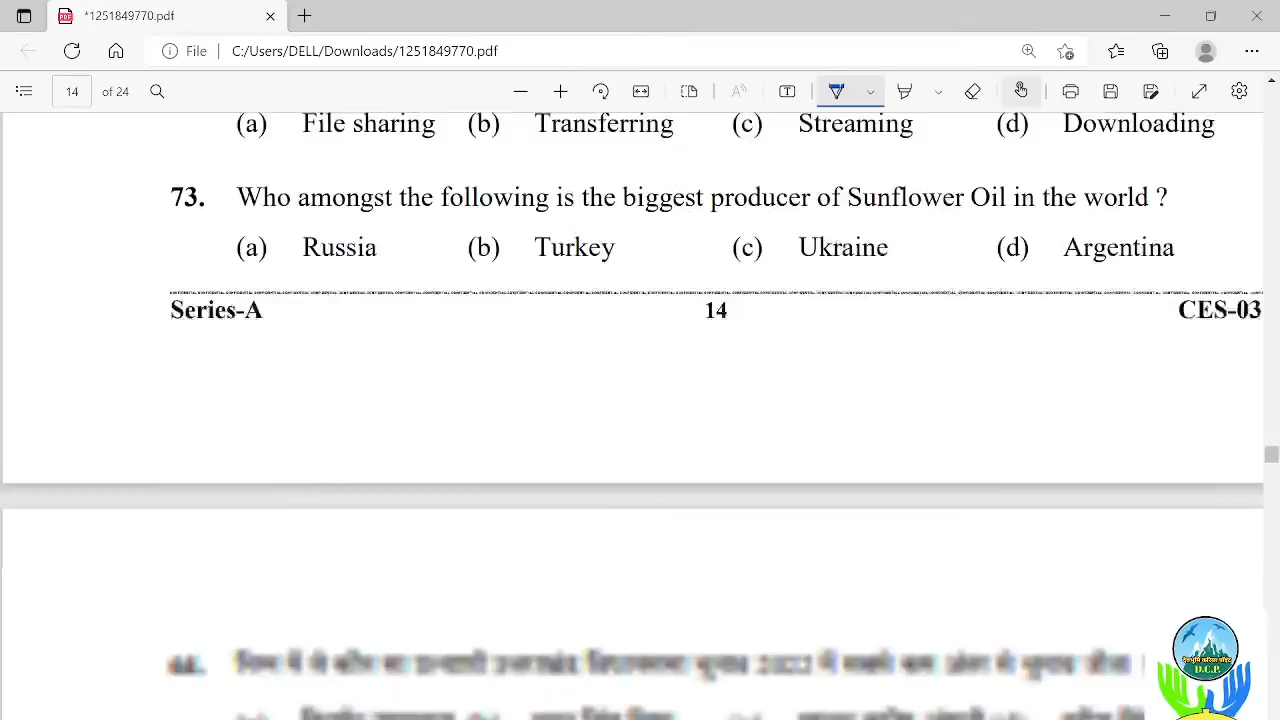 *1251849770.pdf
File C:/Users/DELL/Downloads/1251849770.pdf
14 of 24
(a) File sharing (b) Transferring (c) Streaming (d) Downloading
73. Who amongst the following is the biggest producer of Sunflower Oil in the world ?
(a) Russia (b) Turkey (c) Ukraine (d) Argentina
Series-A 14 CES-03
D.C.P.